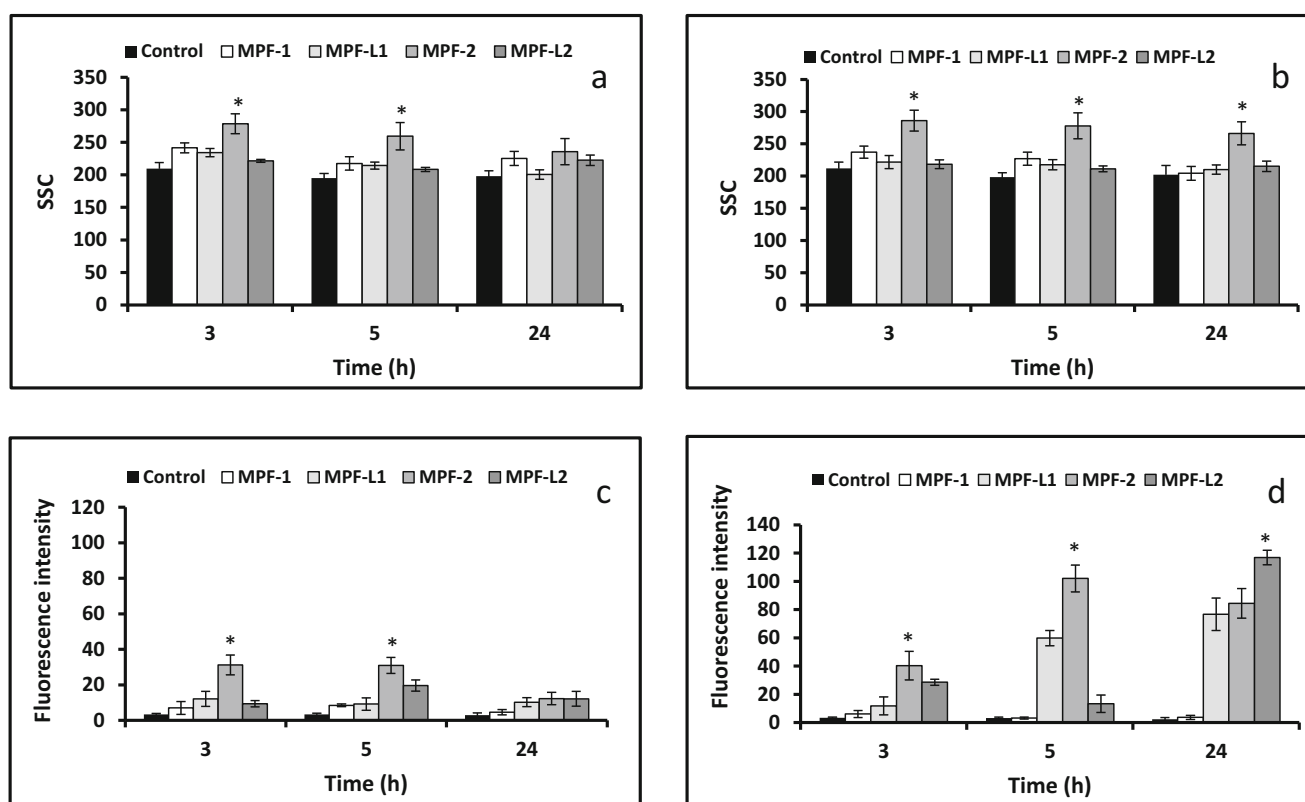 Control MPF-1 MPF-L1 MPF-2 MPF-L2
a
350
300
250
200
150
100
50
0
SSC
* *
3 5 24
Time (h)
Control MPF-1 MPF-L1 MPF-2 MPF-L2
b
350
300
250
200
150
100
50
0
SSC
* * *
3 5 24
Time (h)
Control MPF-1 MPF-L1 MPF-2 MPF-L2
c
120
100
80
60
40
20
0
Fluorescence intensity
* *
3 5 24
Time (h)
Control MPF-1 MPF-L1 MPF-2 MPF-L2
d
140
120
100
80
60
40
20
0
Fluorescence intensity
* * *
3 5 24
Time (h)